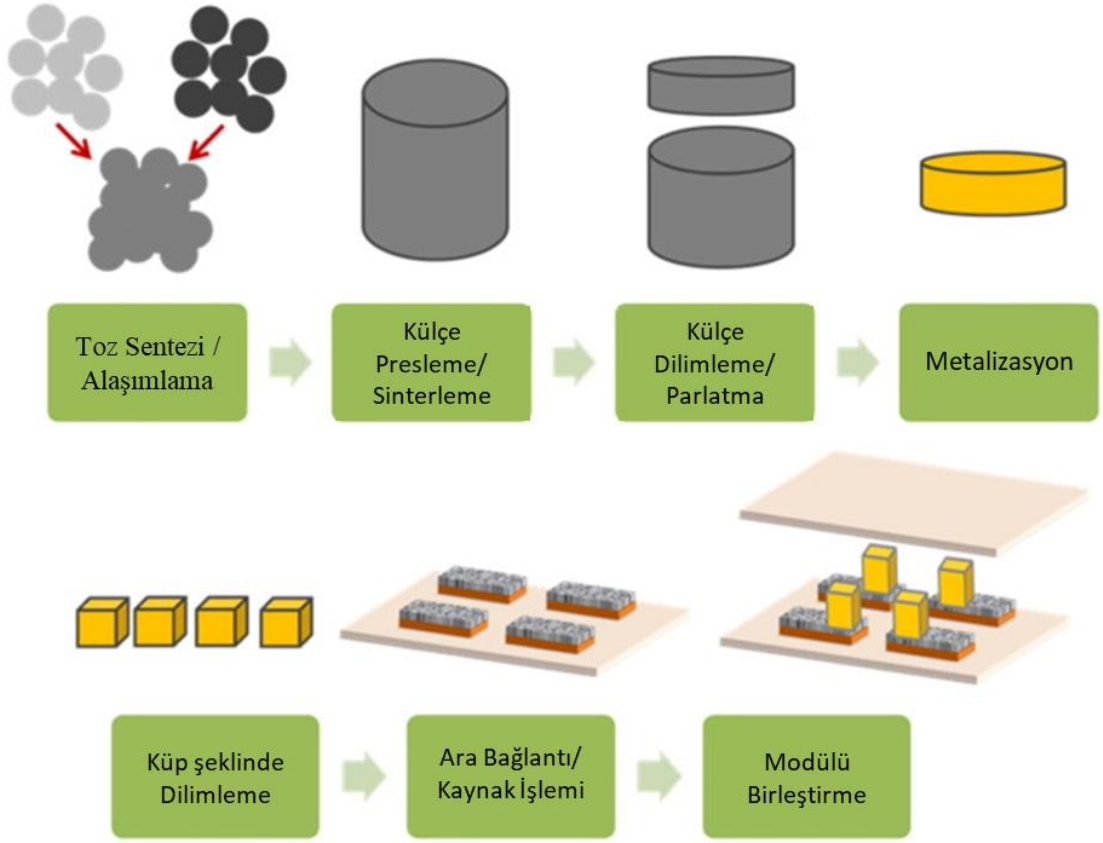 Toz Sentezi /
Alaşımlama
Külçe
Presleme/
Sinterleme
Külçe
Dilimleme/
Parlatma
Metalizasyon
Küp şeklinde
Dilimleme
Ara Bağlantı/
Kaynak İşlemi
Modülü
Birleştirme